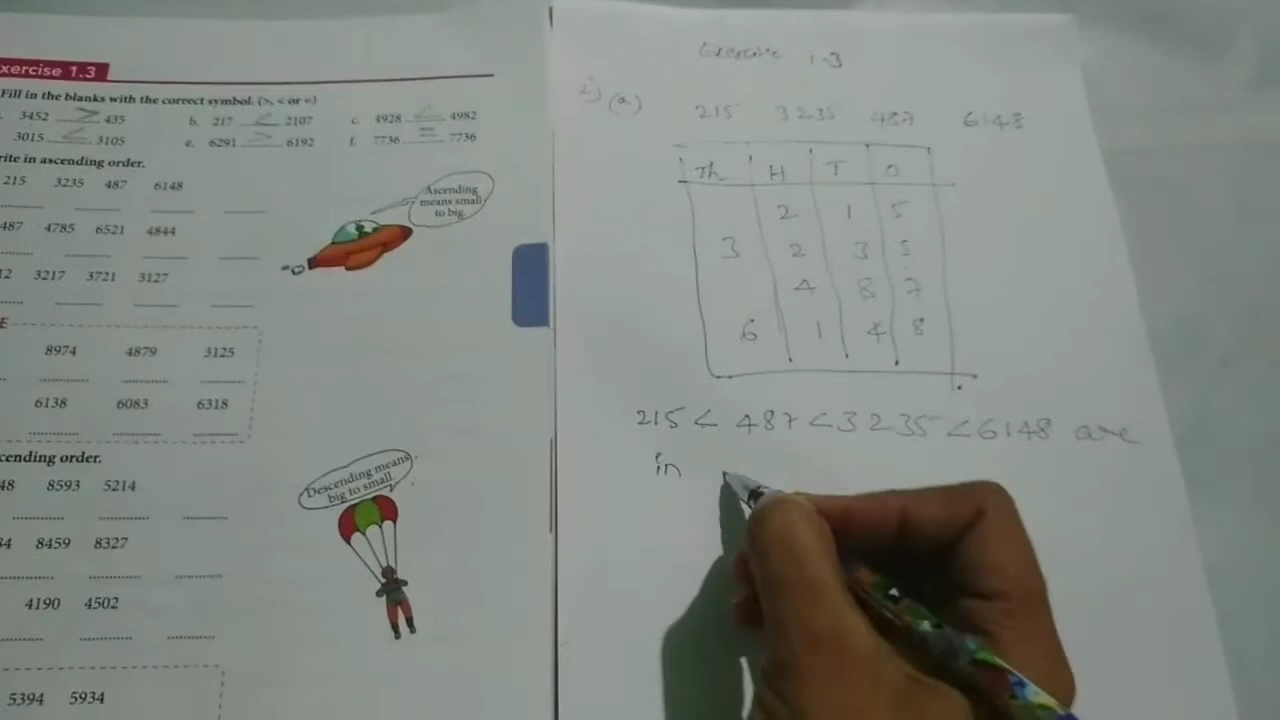 xercise 1.3
Fill in the blanks with the correct symbol. (>, < or =)
3452 > 435 b. 217 < 2107 c. 4928 < 4982
3015 < 3105 e. 6291 > 6192 f. 7736 = 7736
rite in ascending order.
215 3235 487 6148
487 4785 6521 4844
12 3217 3721 3127
Ascending
means small
to big.
E
8974 4879 3125
6138 6083 6318
cending order.
48 8593 5214
34 8459 8327
4190 4502
5394 5934
Descending means
big to small.
Exercise 1.3
(a) 215 3235 487 6148
Th H T O
2 1 5
3 2 3 5
4 8 7
6 1 4 8
215 < 487 < 3235 < 6148 are
in